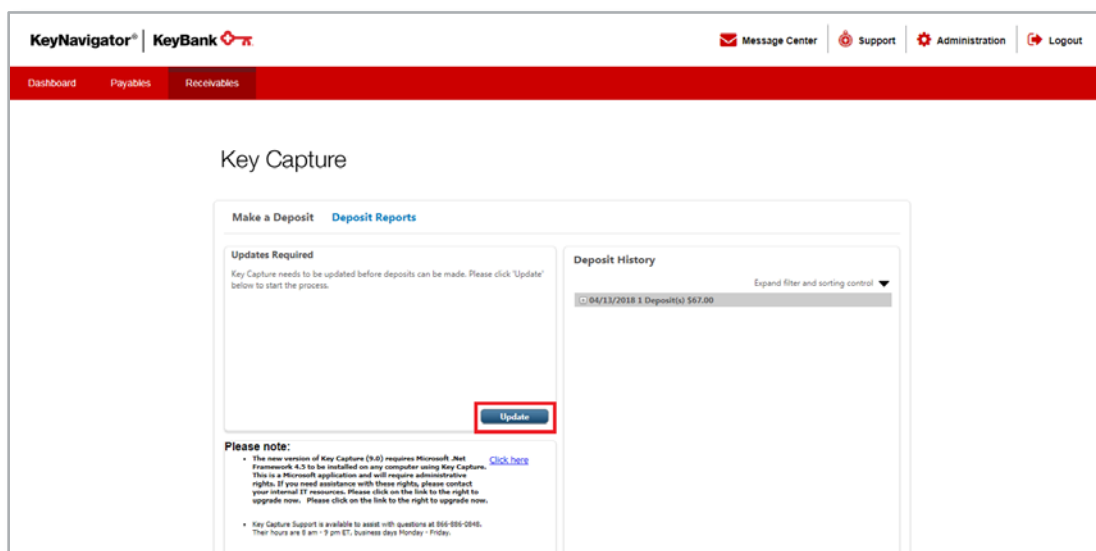 KeyNavigator® KeyBank
Message Center Support Administration Logout
Dashboard Payables Receivables
Key Capture
Make a Deposit Deposit Reports
Updates Required
Key Capture needs to be updated before deposits can be made. Please click 'Update'
below to start the process.
Update
Deposit History
Expand filter and sorting control
04/13/2018 1 Deposit(s) $67.00
Please note:
• The new version of Key Capture (9.0) requires Microsoft .Net
Framework 4.5 to be installed on any computer using Key Capture.
This is a Microsoft application and will require administrative
rights. If you need assistance with these rights, please contact
your internal IT resources. Please click on the link to the right to
upgrade now. Please click on the link to the right to upgrade now.
Click here
• Key Capture Support is available to assist with questions at 866-886-0848.
Their hours are 8 am - 9 pm ET, business days Monday - Friday.